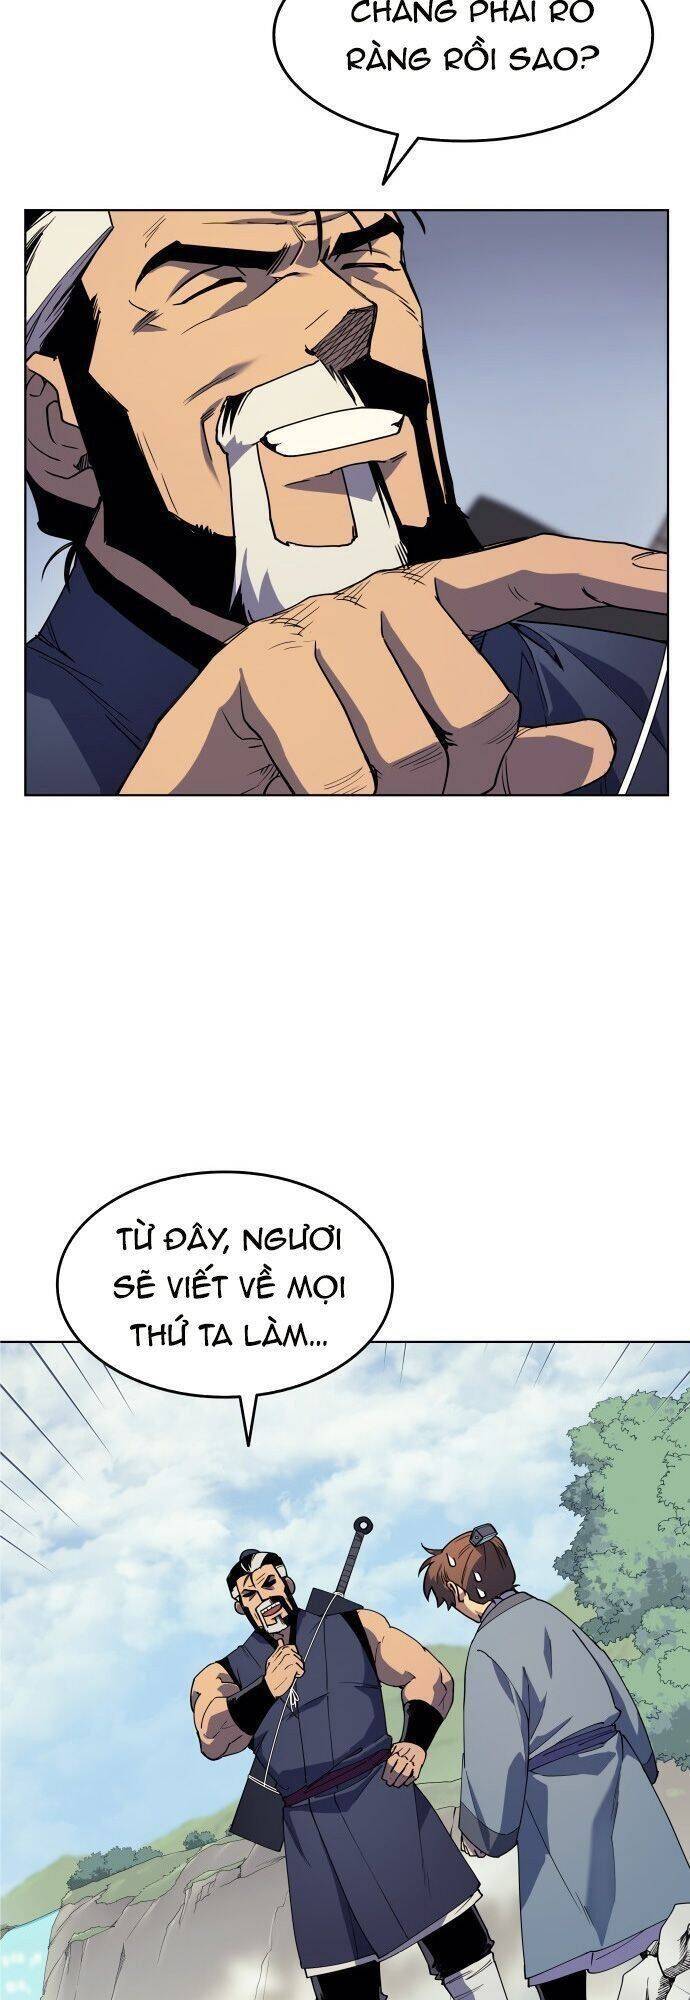 CHẲNG PHẢI RÕ
RÀNG RỒI SAO?
TỪ ĐÂY, NGƯƠI
SẼ VIẾT VỀ MỌI
THỨ TA LÀM...